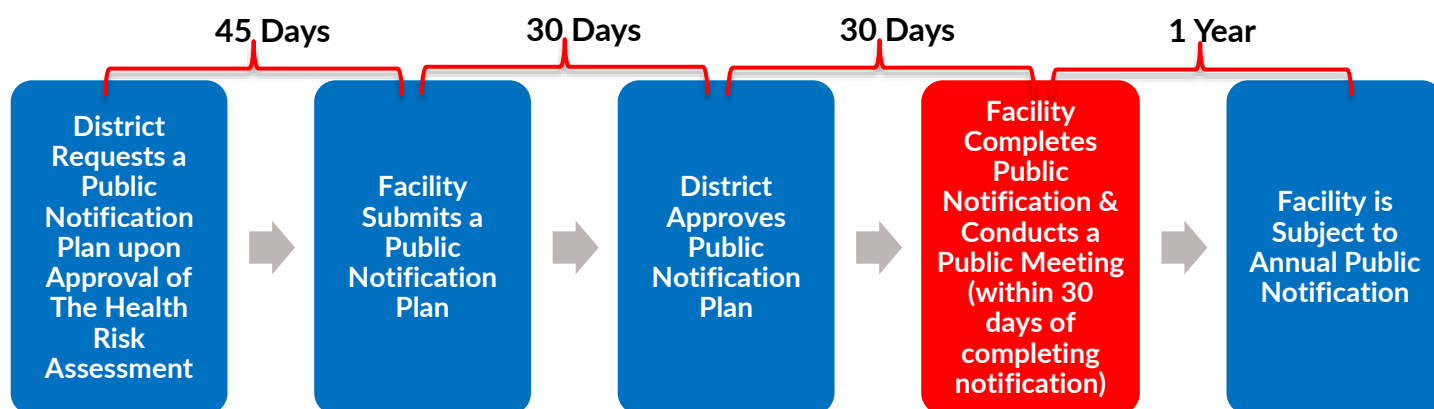 45 Days
30 Days
30 Days
1 Year
District
Requests a
Public
Notification
Plan upon
Approval of
The Health
Risk
Assessment
Facility
Submits a
Public
Notification
Plan
District
Approves
Public
Notification
Plan
Facility
Completes
Public
Notification &
Conducts a
Public Meeting
(within 30
days of
completing
notification)
Facility is
Subject to
Annual Public
Notification